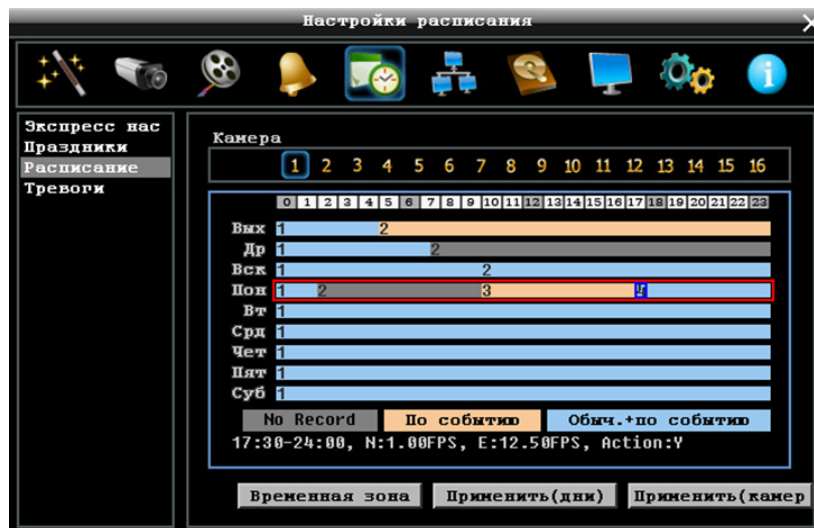 Настройки расписания
Экспресс нас
Праздники
Расписание
Тревоги
Камера
1 2 3 4 5 6 7 8 9 10 11 12 13 14 15 16
0 1 2 3 4 5 6 7 8 9 10 11 12 13 14 15 16 17 18 19 20 21 22 23
Вых 1 2
Др 1 2
Вск 1 2
Пон 1 2 3 4
Вт 1
Срд 1
Чет 1
Пят 1
Суб 1
No Record По событию Обыч.+по событию
17:30-24:00, N:1.00FPS, E:12.50FPS, Action:Y
Временная зона Применить(дни) Применить(камер